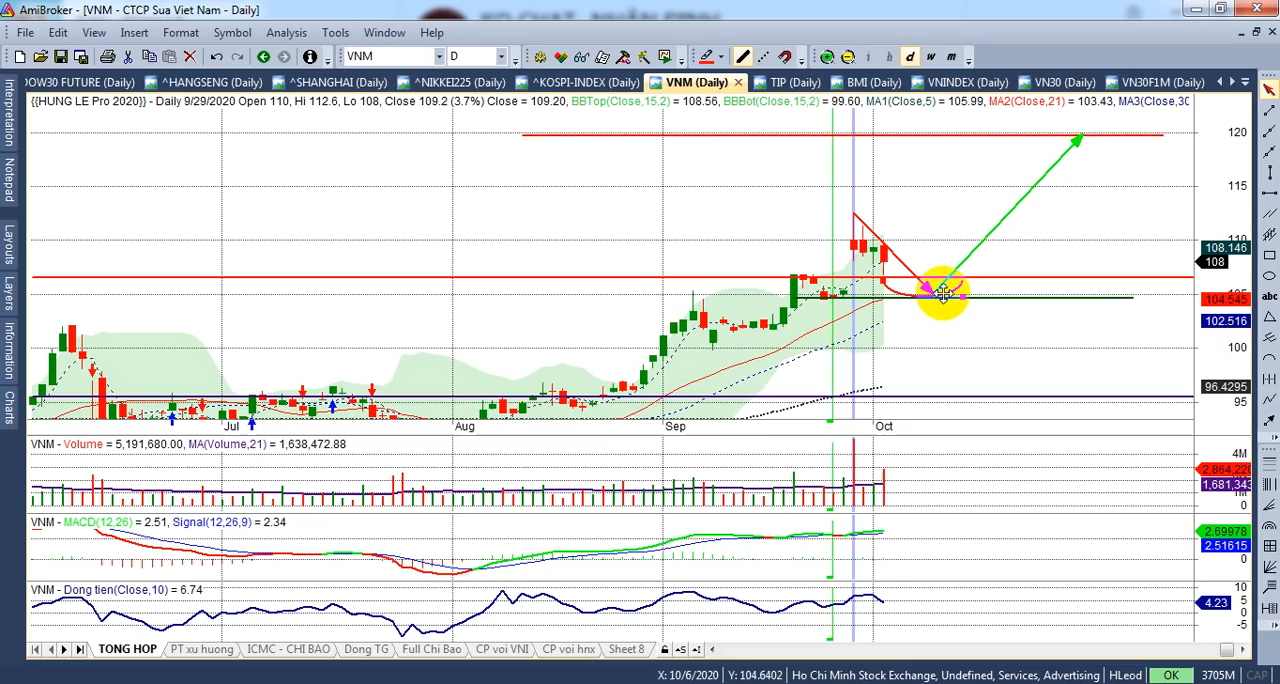 AmiBroker - [VNM - CTCP Sua Viet Nam - Daily]
File Edit View Insert Format Symbol Analysis Tools Window Help
VNM D d w m
DOW30 FUTURE (Daily) ^HANGSENG (Daily) ^SHANGHAI (Daily) ^NIKKEI225 (Daily) ^KOSPI-INDEX (Daily) VNM (Daily) TIP (Daily) BMI (Daily) VNINDEX (Daily) VN30 (Daily) VN30F1M (Daily)
{{HUNG LE Pro 2020}} - Daily 9/29/2020 Open 110, Hi 112.6, Lo 108, Close 109.2 (3.7%) Close = 109.20, BBTop(Close,15,2) = 108.56, BBBot(Close,15,2) = 99.60, MA1(Close,5) = 105.99, MA2(Close,21) = 103.43, MA3(Close,30
Interpretation
Notepad
Layouts
Layers
Information
Charts
120
115
110
108.146
108
105
104.545
102.516
100
96.4295
95
Jul Aug Sep Oct
VNM - Volume = 5,191,680.00, MA(Volume,21) = 1,638,472.88
4M
2,864,220
1,681,343
VNM - MACD(12,26) = 2.51, Signal(12,26,9) = 2.34
2.69978
2.51615
0
VNM - Dong tien(Close,10) = 6.74
10
5
4.23
0
-5
TONG HOP PT xu huong ICMC - CHI BAO Dong TG Full Chi Bao CP voi VNI CP voi hnx Sheet 8
X: 10/6/2020 Y: 104.6402 Ho Chi Minh Stock Exchange, Undefined, Services, Advertising HLeod OK 3705M CAP